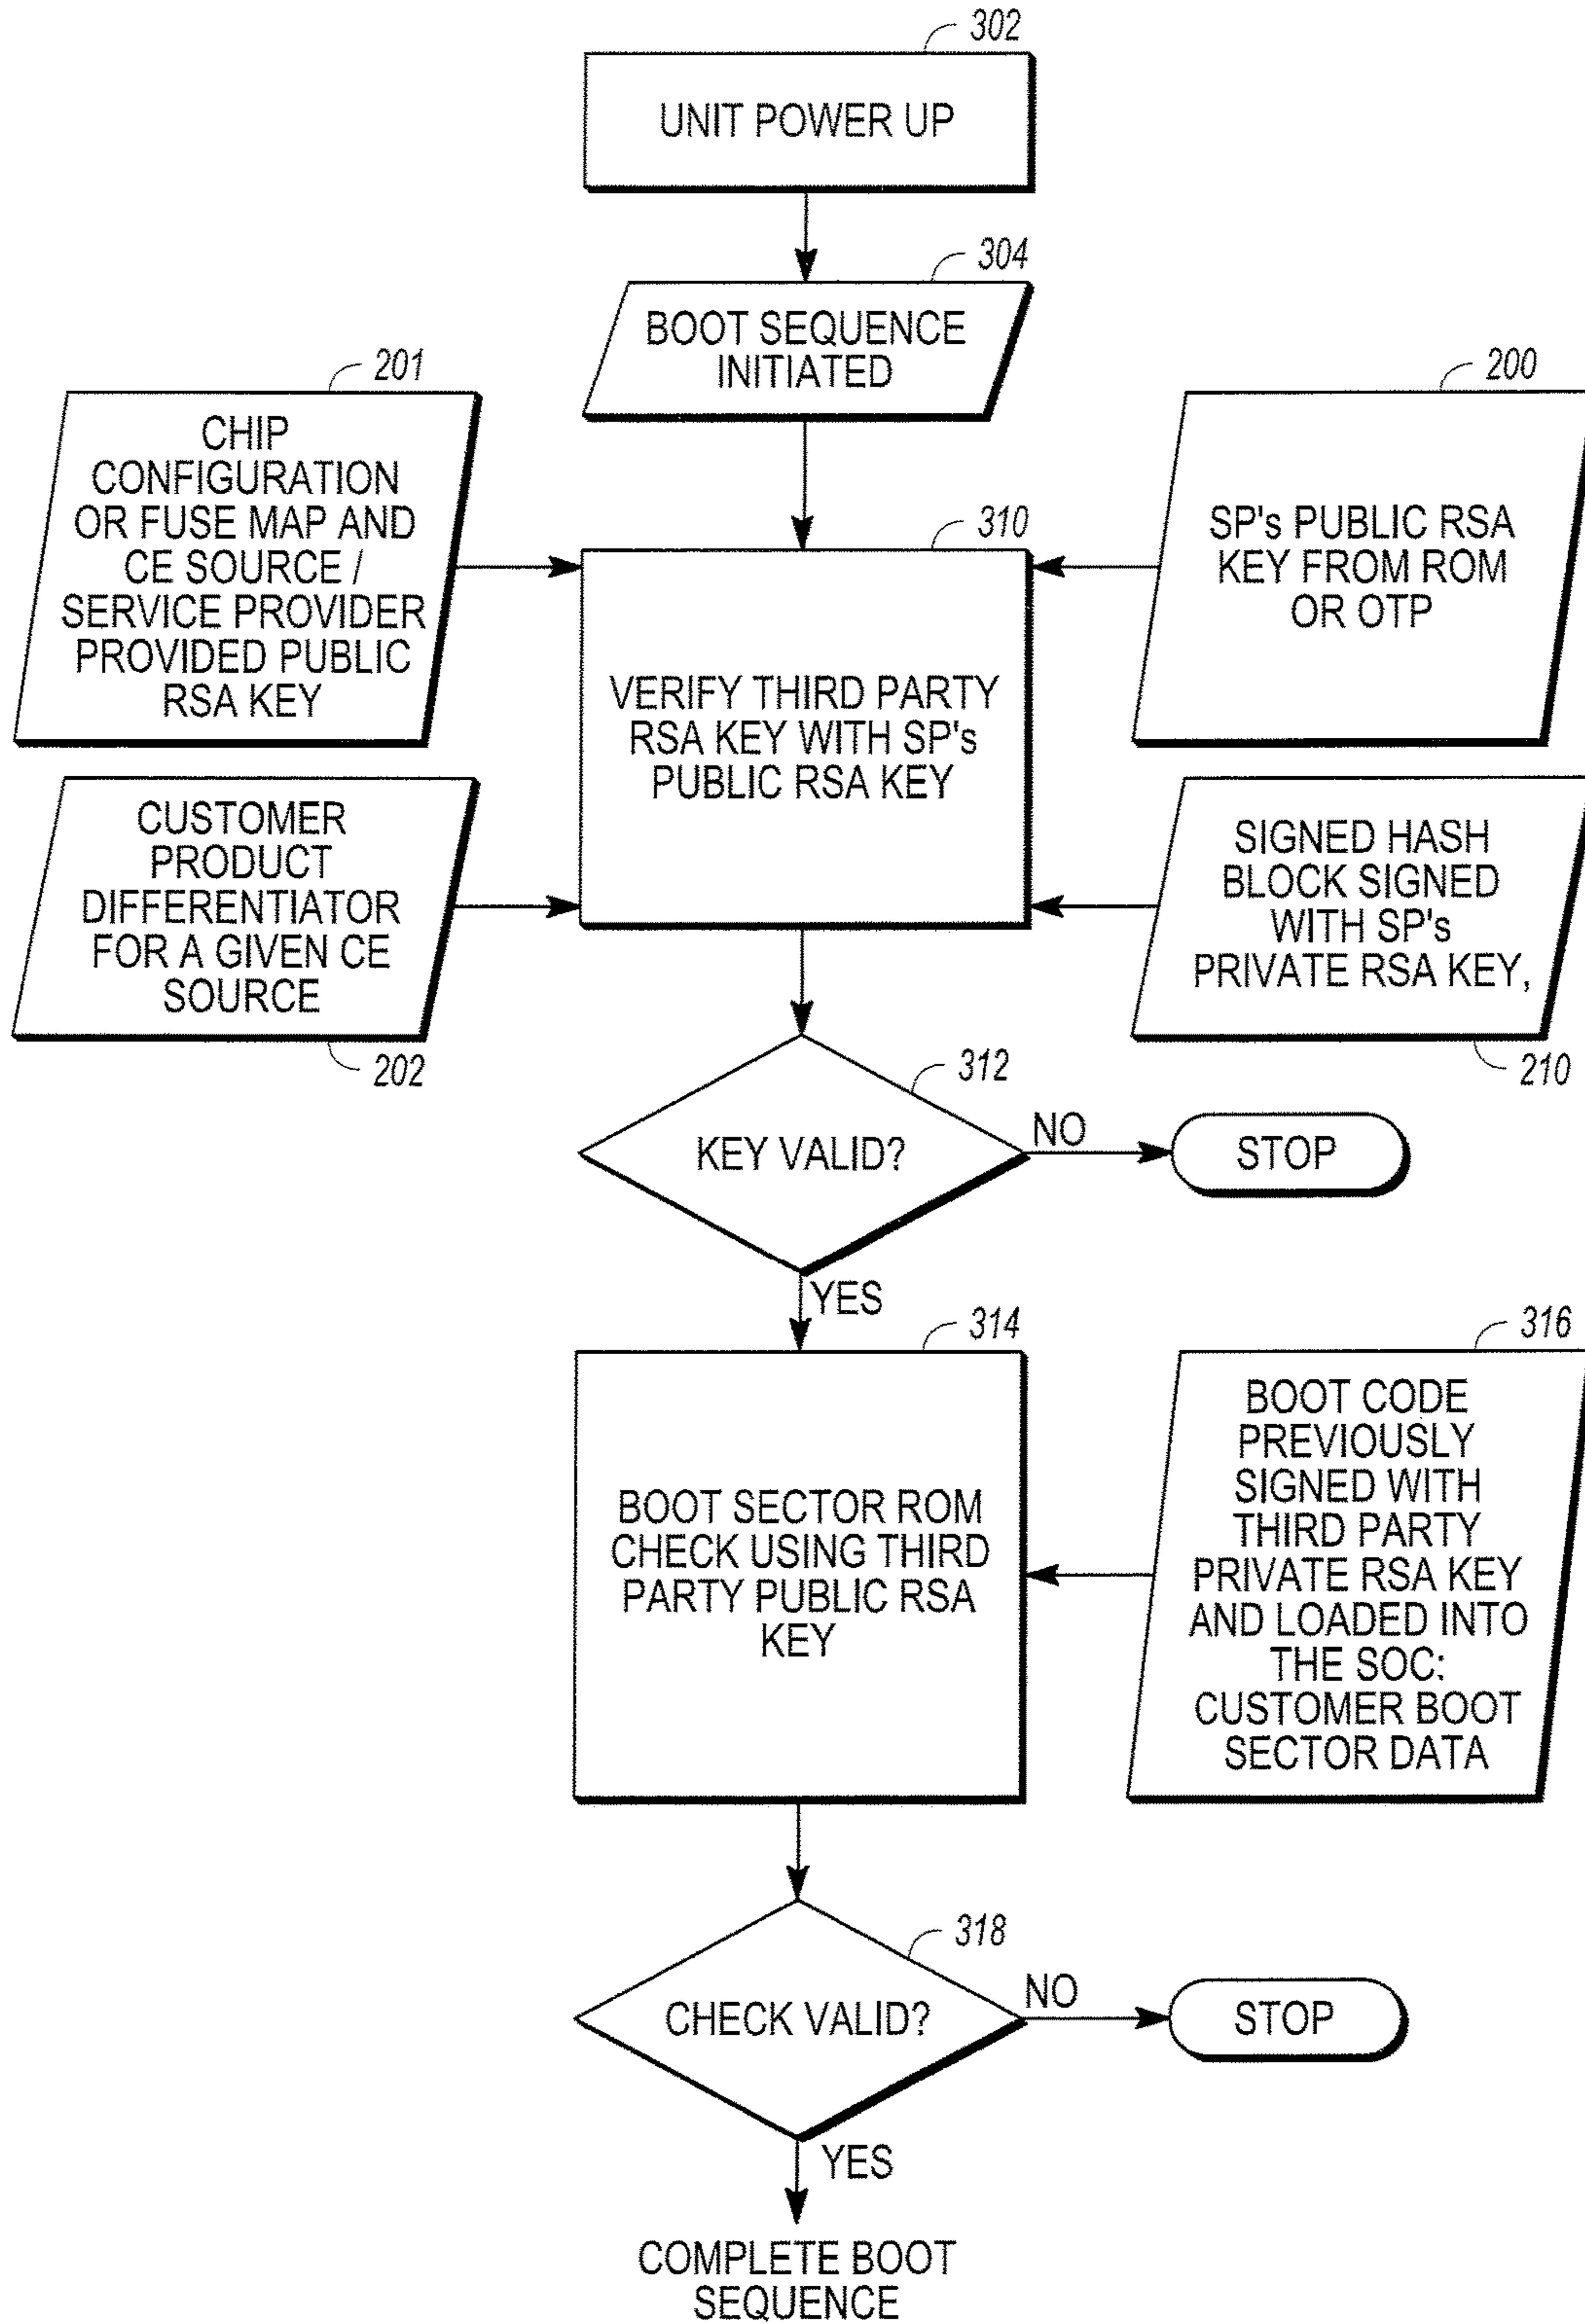 302
UNIT POWER UP
304
BOOT SEQUENCE
INITIATED
201
CHIP
CONFIGURATION
OR FUSE MAP AND
CE SOURCE /
SERVICE PROVIDER
PROVIDED PUBLIC
RSA KEY
310
VERIFY THIRD PARTY
RSA KEY WITH SP's
PUBLIC RSA KEY
200
SP's PUBLIC RSA
KEY FROM ROM
OR OTP
CUSTOMER
PRODUCT
DIFFERENTIATOR
FOR A GIVEN CE
SOURCE
202
SIGNED HASH
BLOCK SIGNED
WITH SP's
PRIVATE RSA KEY,
210
312
KEY VALID?
NO
STOP
YES
314
BOOT SECTOR ROM
CHECK USING THIRD
PARTY PUBLIC RSA
KEY
316
BOOT CODE
PREVIOUSLY
SIGNED WITH
THIRD PARTY
PRIVATE RSA KEY
AND LOADED INTO
THE SOC:
CUSTOMER BOOT
SECTOR DATA
318
CHECK VALID?
NO
STOP
YES
COMPLETE BOOT
SEQUENCE